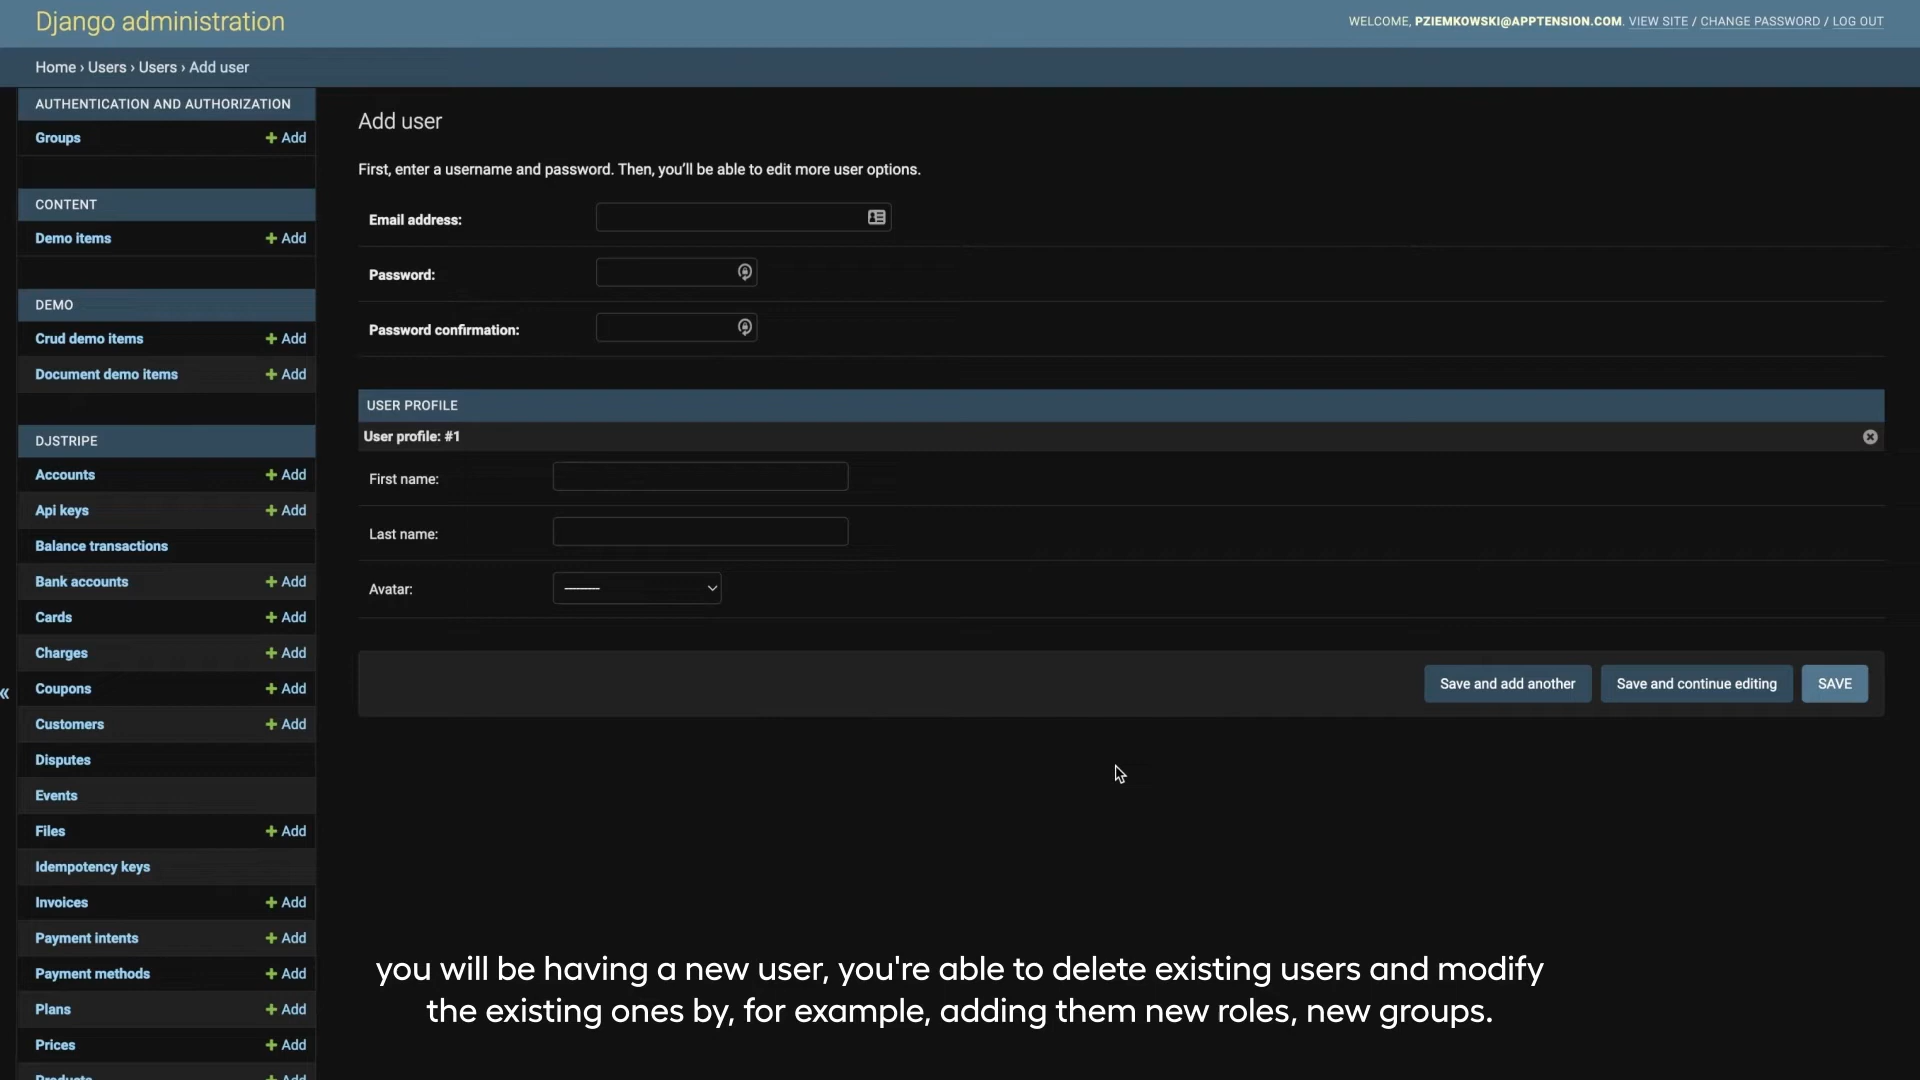 Django administration
WELCOME, PZIEMKOWSKI@APPTENSION.COM. VIEW SITE / CHANGE PASSWORD / LOG OUT
Home › Users › Users › Add user
AUTHENTICATION AND AUTHORIZATION
Groups + Add
CONTENT
Demo items + Add
DEMO
Crud demo items + Add
Document demo items + Add
DJSTRIPE
Accounts + Add
Api keys + Add
Balance transactions
Bank accounts + Add
Cards + Add
Charges + Add
Coupons + Add
Customers + Add
Disputes
Events
Files + Add
Idempotency keys
Invoices + Add
Payment intents + Add
Payment methods + Add
Plans + Add
Prices + Add
Products + Add
«
Add user
First, enter a username and password. Then, you’ll be able to edit more user options.
Email address:
Password:
Password confirmation:
USER PROFILE
User profile: #1
First name:
Last name:
Avatar: ---------
Save and add another Save and continue editing SAVE
you will be having a new user, you're able to delete existing users and modify
the existing ones by, for example, adding them new roles, new groups.